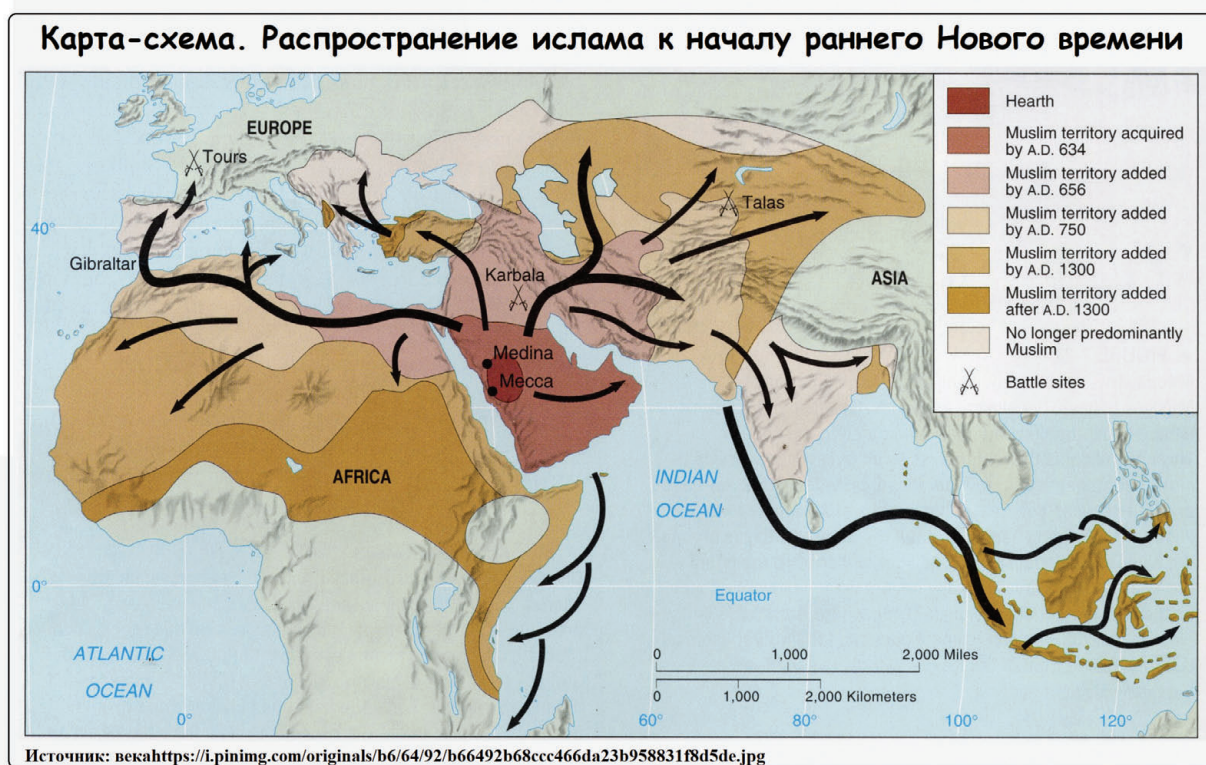 Карта-схема. Распространение ислама к началу раннего Нового времени
EUROPE
Tours
40°
Gibraltar
Talas
Karbala
ASIA
Medina
Mecca
AFRICA
INDIAN
OCEAN
0°
Equator
ATLANTIC
OCEAN
0 1,000 2,000 Miles
0 1,000 2,000 Kilometers
0° 60° 80° 100° 120°
Hearth
Muslim territory acquired
by A.D. 634
Muslim territory added
by A.D. 656
Muslim territory added
by A.D. 750
Muslim territory added
by A.D. 1300
Muslim territory added
after A.D. 1300
No longer predominantly
Muslim
Battle sites
Источник: векаhttps://i.pinimg.com/originals/b6/64/92/b66492b68ccc466da23b958831f8d5de.jpg